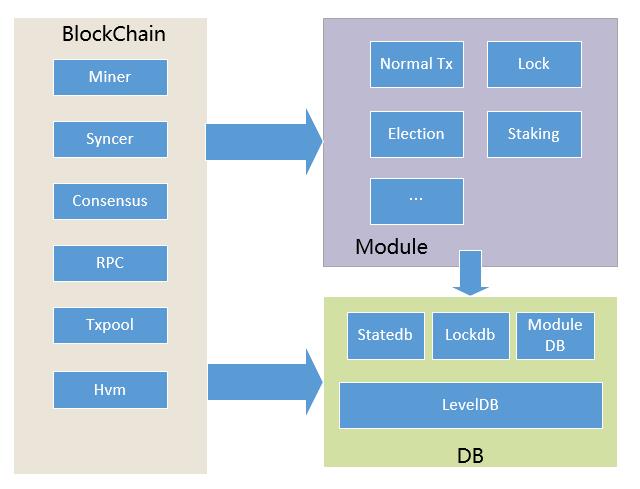 BlockChain
Miner
Syncer
Consensus
RPC
Txpool
Hvm
Normal Tx
Lock
Election
Staking
...
Module
Statedb
Lockdb
Module
DB
LevelDB
DB